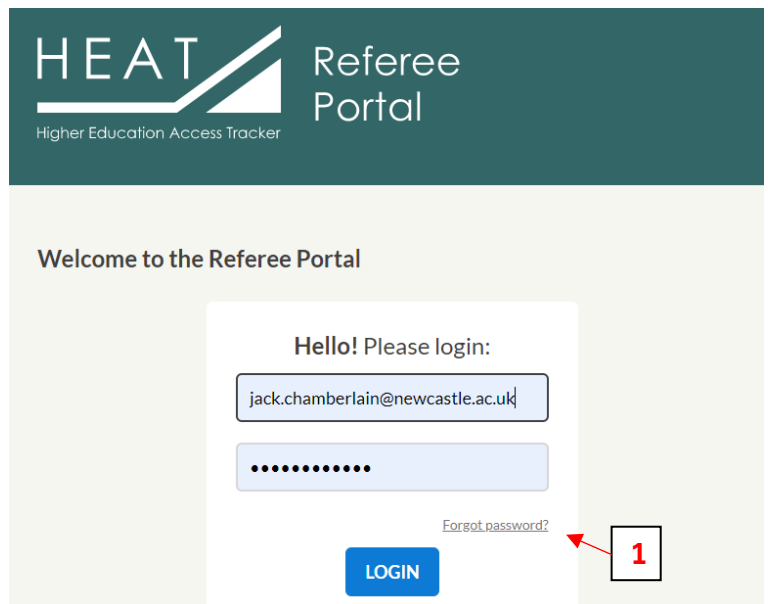 HEAT
Higher Education Access Tracker
Referee
Portal
Welcome to the Referee Portal
Hello! Please login:
jack.chamberlain@newcastle.ac.uk
••••••••••••
Forgot password?
1
LOGIN